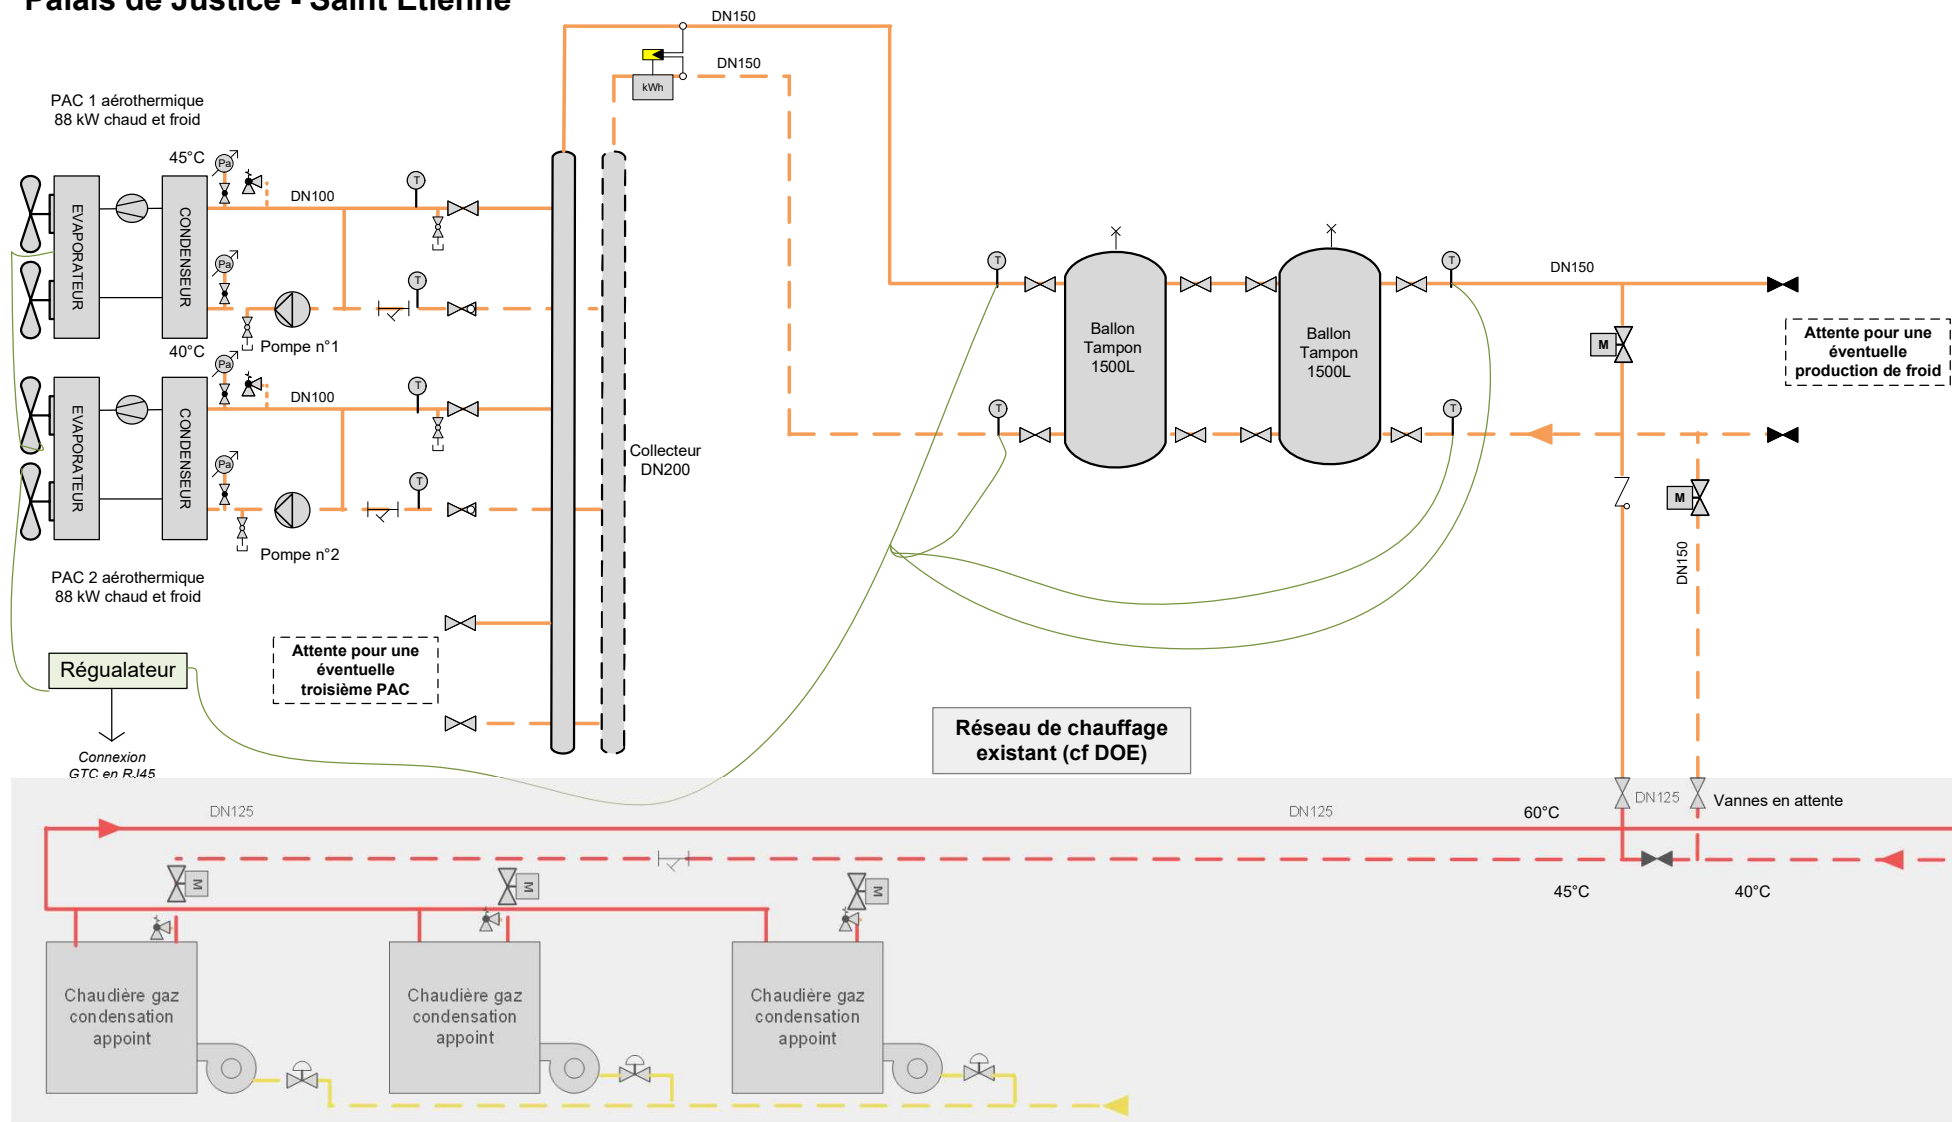 Palais de Justice - Saint Etienne
DN150
DN150
kWh
PAC 1 aérothermique
88 kW chaud et froid
45°C
Pa
DN100
T
EVAPORATEUR
CONDENSEUR
Pa
T
Pompe n°1
40°C
Pa
DN100
T
EVAPORATEUR
CONDENSEUR
Pa
T
Pompe n°2
PAC 2 aérothermique
88 kW chaud et froid
Collecteur
DN200
T
T
DN150
Ballon
Tampon
1500L
Ballon
Tampon
1500L
T
T
M
Attente pour une
éventuelle
production de froid
M
DN150
Attente pour une
éventuelle
troisième PAC
Régualateur
Connexion
GTC en RJ45
Réseau de chauffage
existant (cf DOE)
DN125
DN125
60°C
DN125
Vannes en attente
45°C
40°C
M
M
M
Chaudière gaz
condensation
appoint
Chaudière gaz
condensation
appoint
Chaudière gaz
condensation
appoint